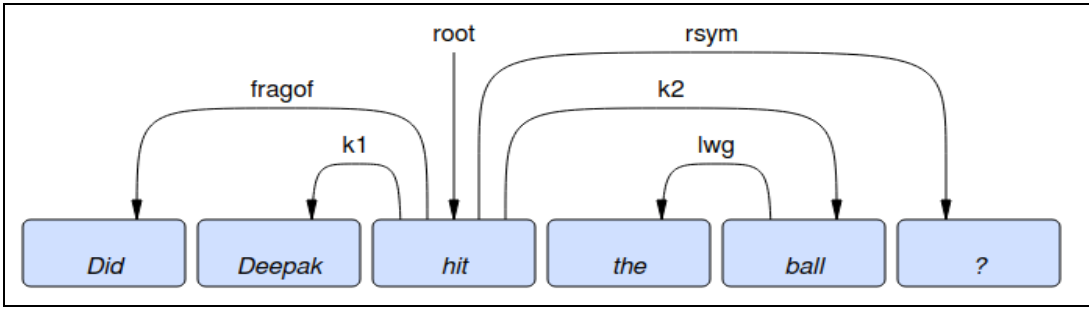 root rsym
fragof k2
k1 lwg
Did Deepak hit the ball ?